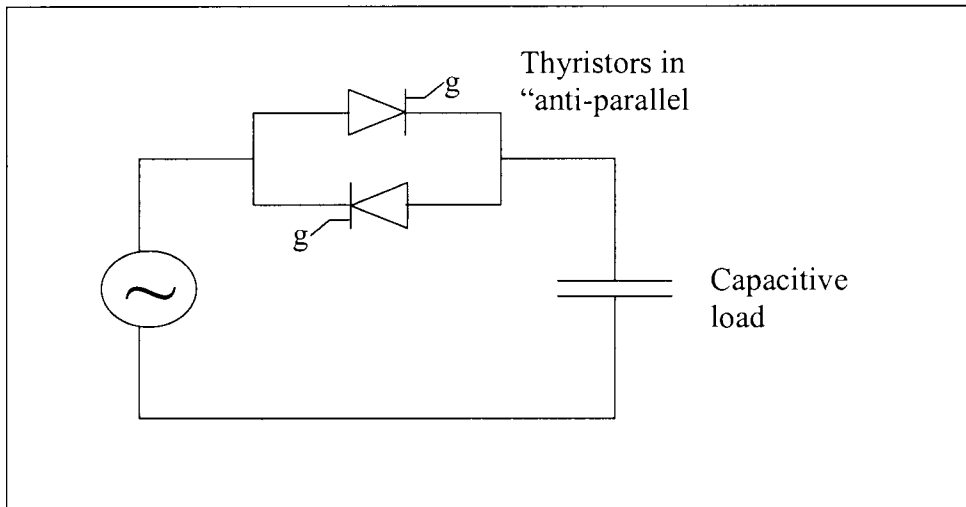 Thyristors in
“anti-parallel
g
g
Capacitive
load